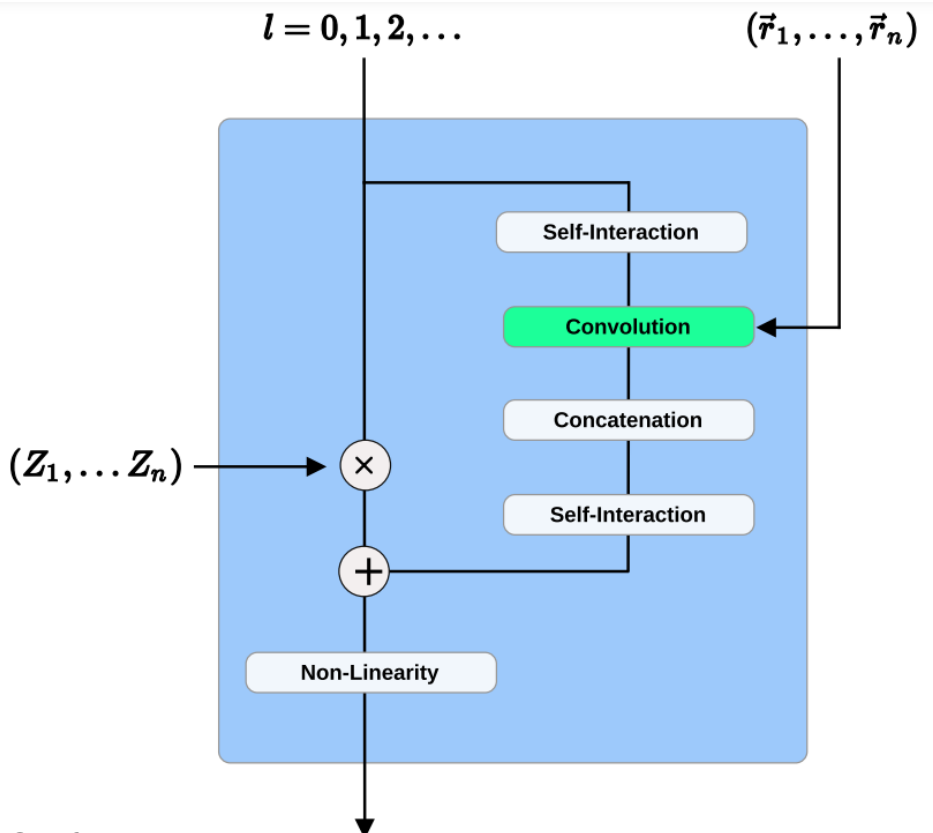 l = 0, 1, 2, . . .
(r⃗₁, . . . , r⃗ₙ)
Self-Interaction
Convolution
Concatenation
(Z₁, . . . Zₙ)
×
Self-Interaction
+
Non-Linearity